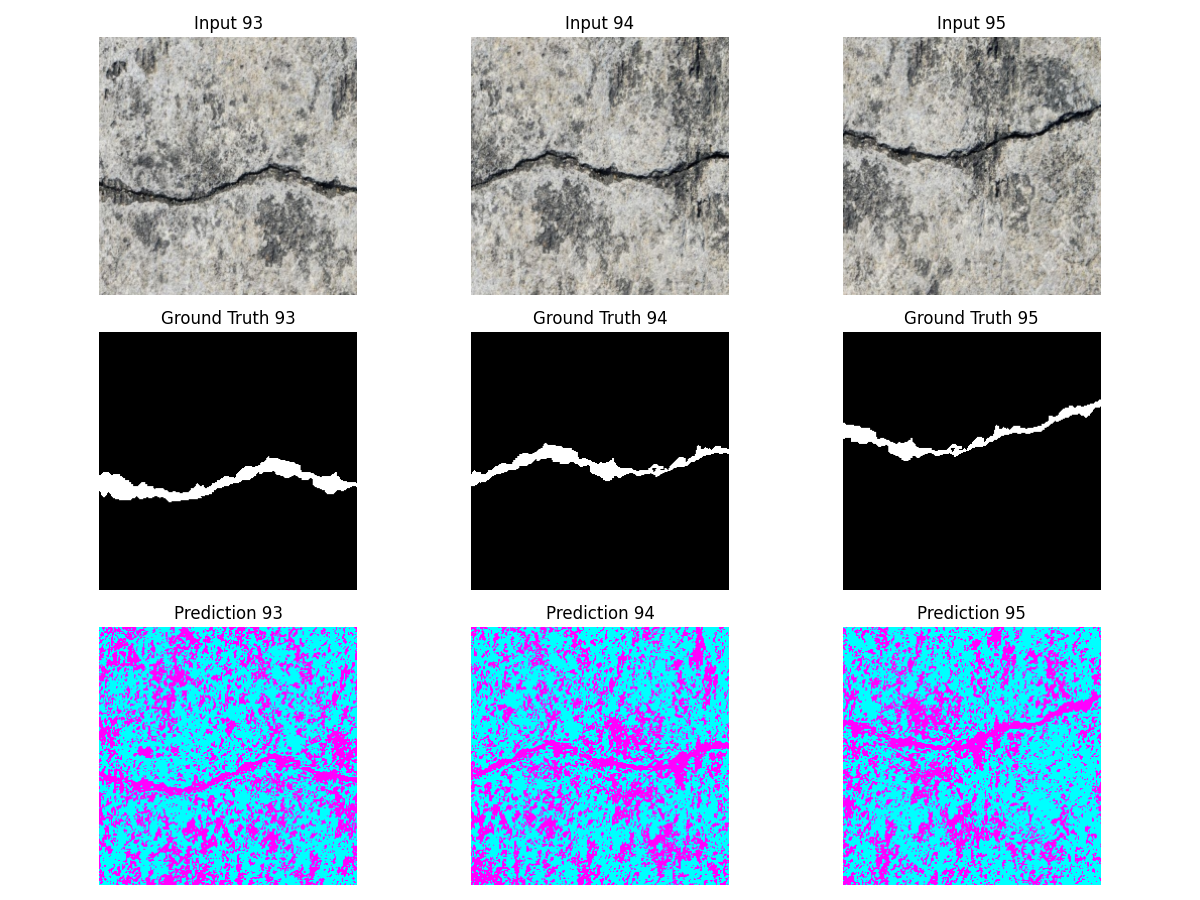 Input 93
Input 94
Input 95
Ground Truth 93
Ground Truth 94
Ground Truth 95
Prediction 93
Prediction 94
Prediction 95